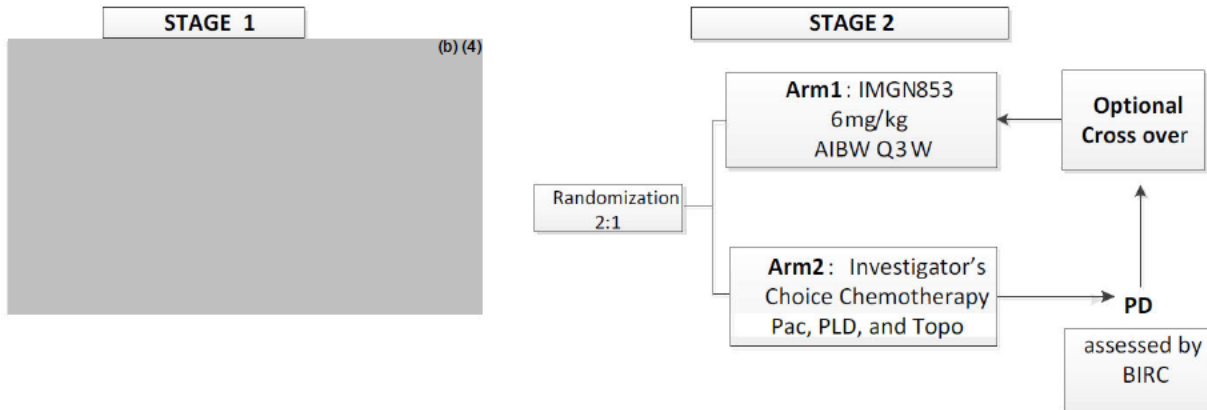 STAGE 1
(b) (4)
STAGE 2
Arm1: IMGN853
6mg/kg
AIBW Q3W
Optional
Cross over
Randomization
2:1
Arm2: Investigator's
Choice Chemotherapy
Pac, PLD, and Topo
PD
assessed by
BIRC